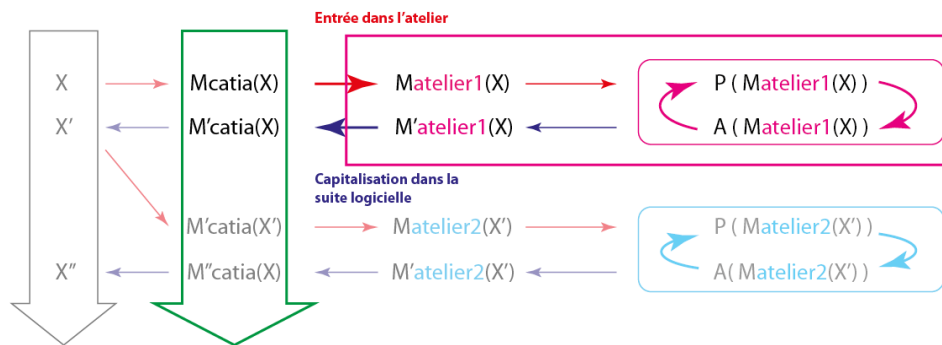 Entrée dans l’atelier
X Mcatia(X) Matelier1(X) P ( Matelier1(X) )
X’ M’catia(X) M’atelier1(X) A ( Matelier1(X) )
Capitalisation dans la
suite logicielle
M’catia(X’) Matelier2(X’) P ( Matelier2(X’) )
X” M”catia(X) M’atelier2(X’) A( Matelier2(X’) )